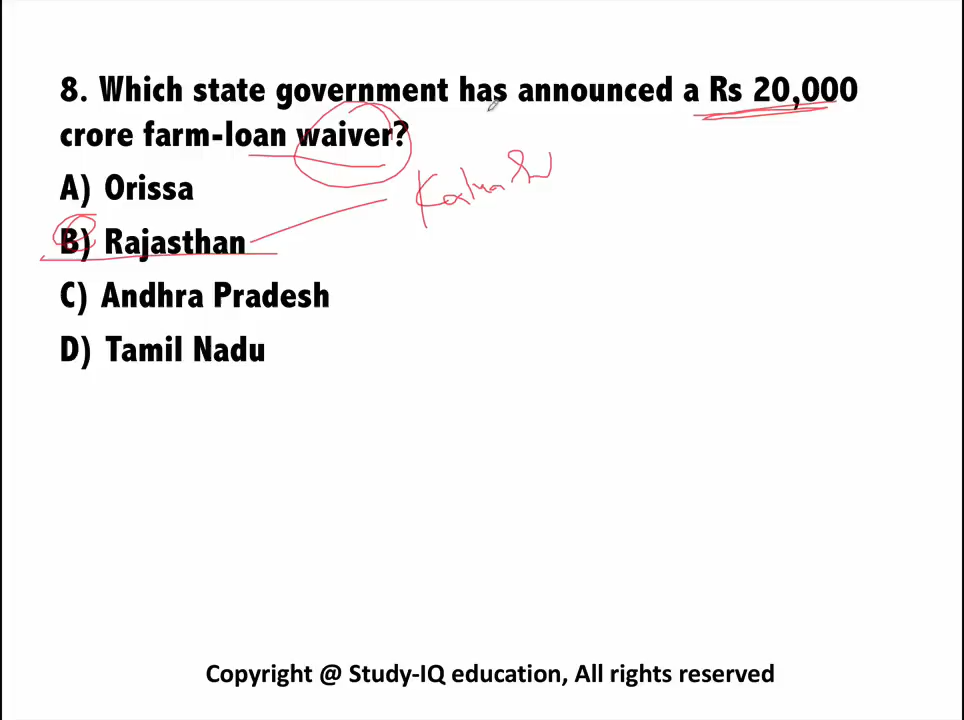 8. Which state government has announced a Rs 20,000
crore farm-loan waiver?
A) Orissa
B) Rajasthan
C) Andhra Pradesh
D) Tamil Nadu
Copyright @ Study-IQ education, All rights reserved